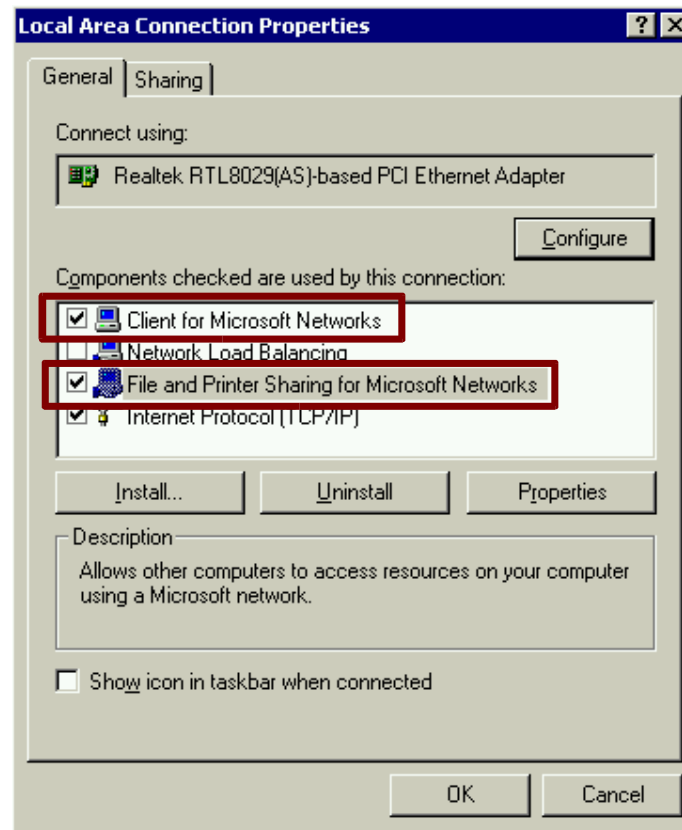 Local Area Connection Properties
General Sharing
Connect using:
Realtek RTL8029(AS)-based PCI Ethernet Adapter
Configure
Components checked are used by this connection:
Client for Microsoft Networks
Network Load Balancing
File and Printer Sharing for Microsoft Networks
Internet Protocol (TCP/IP)
Install... Uninstall Properties
Description
Allows other computers to access resources on your computer
using a Microsoft network.
Show icon in taskbar when connected
OK Cancel